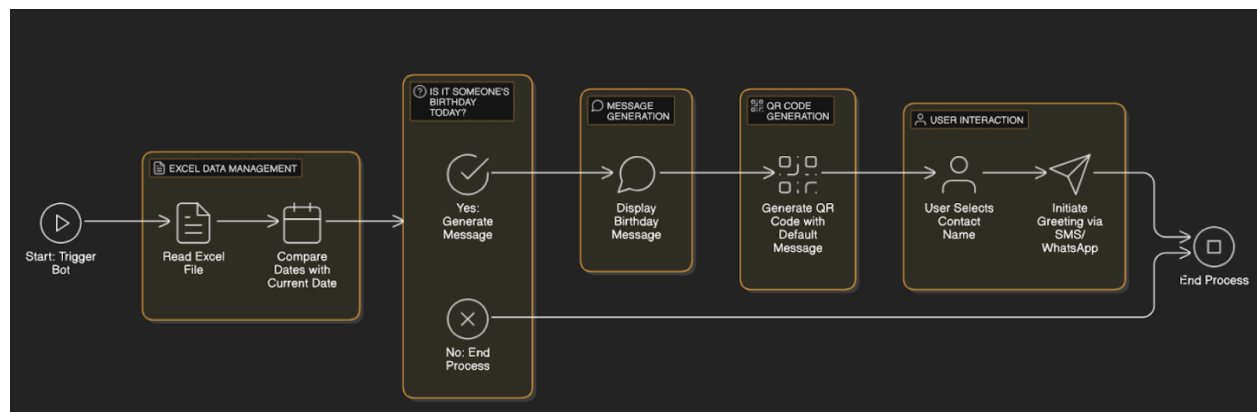 Start: Trigger
Bot
EXCEL DATA MANAGEMENT
Read Excel
File
Compare
Dates with
Current Date
IS IT SOMEONE'S
BIRTHDAY
TODAY?
Yes:
Generate
Message
No: End
Process
MESSAGE
GENERATION
Display
Birthday
Message
QR CODE
GENERATION
Generate QR
Code with
Default
Message
USER INTERACTION
User Selects
Contact
Name
Initiate
Greeting via
SMS/
WhatsApp
End Process